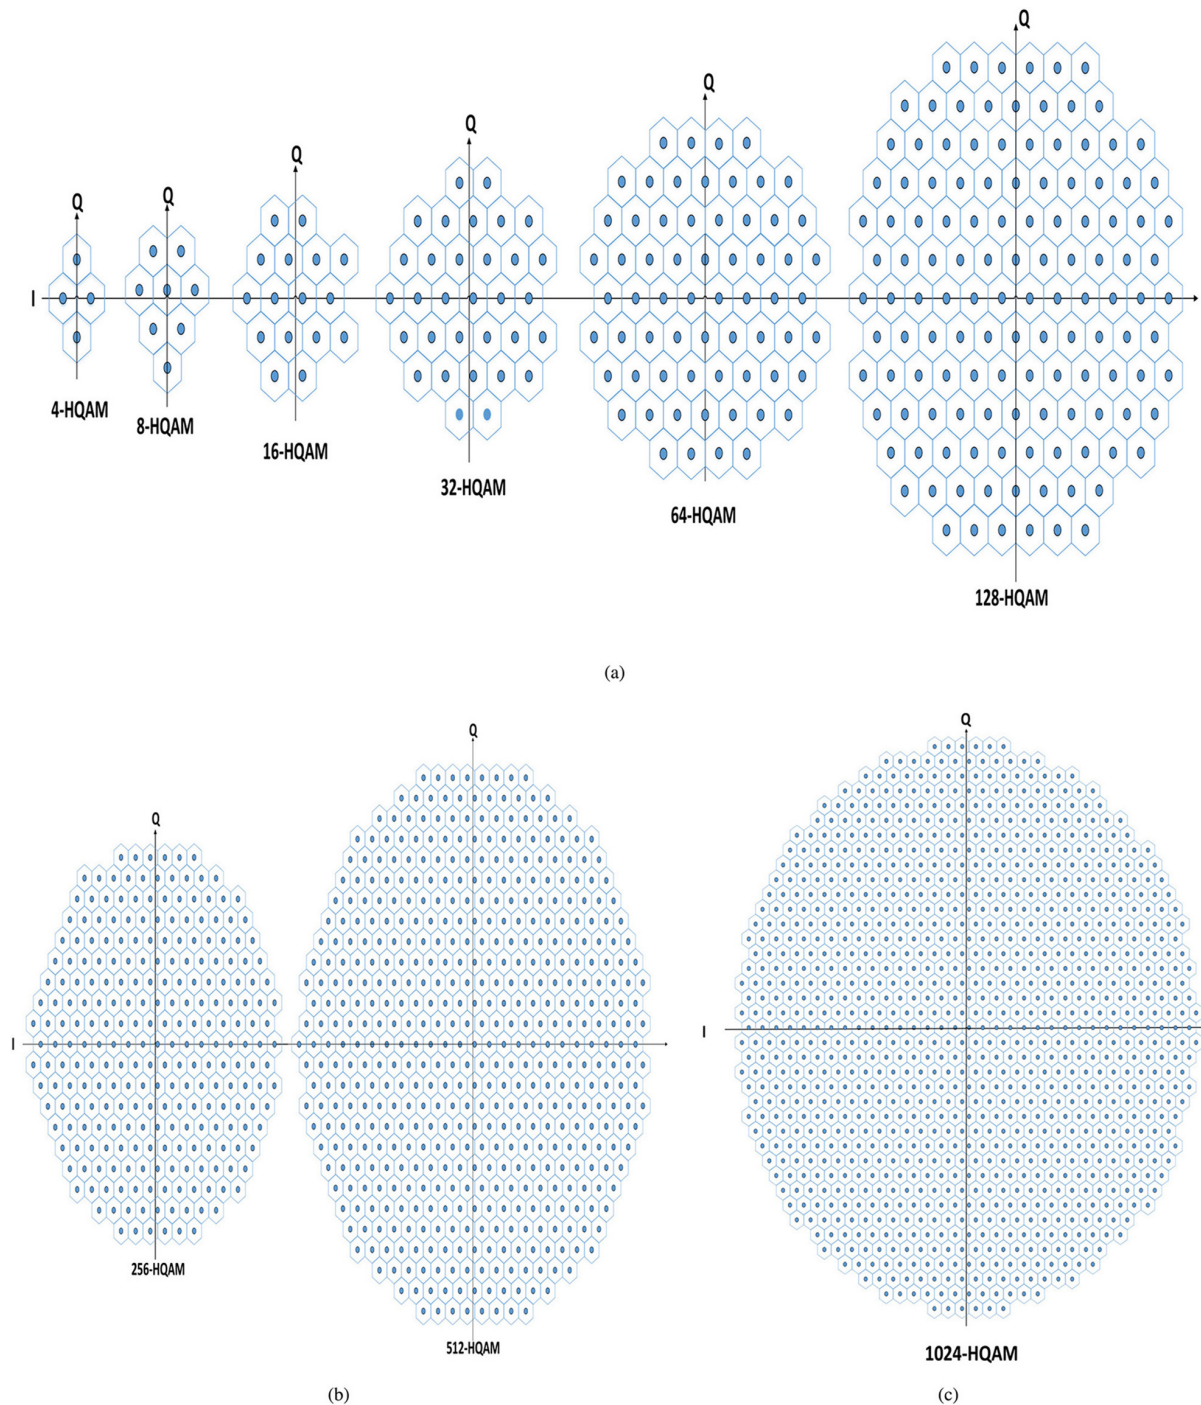 Q
Q
Q
Q
Q
Q
I
4-HQAM
8-HQAM
16-HQAM
32-HQAM
64-HQAM
128-HQAM
(a)
Q
Q
Q
I
I
256-HQAM
512-HQAM
1024-HQAM
(b)
(c)